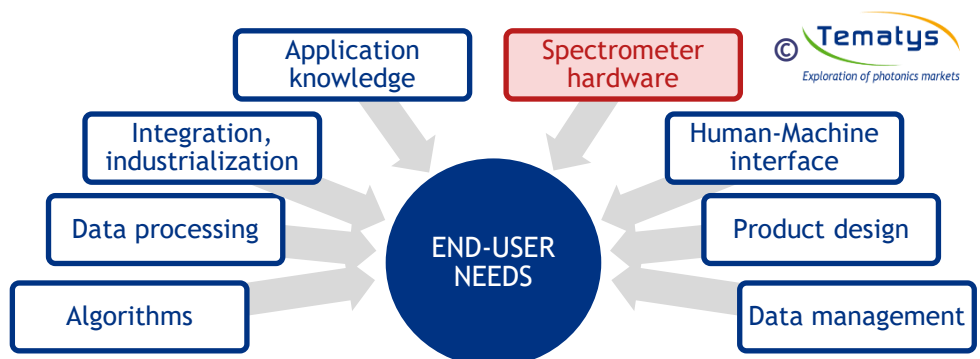 Application
knowledge
Spectrometer
hardware
© Tematys
Exploration of photonics markets
Integration,
industrialization
Human-Machine
interface
Data processing
END-USER
NEEDS
Product design
Algorithms
Data management